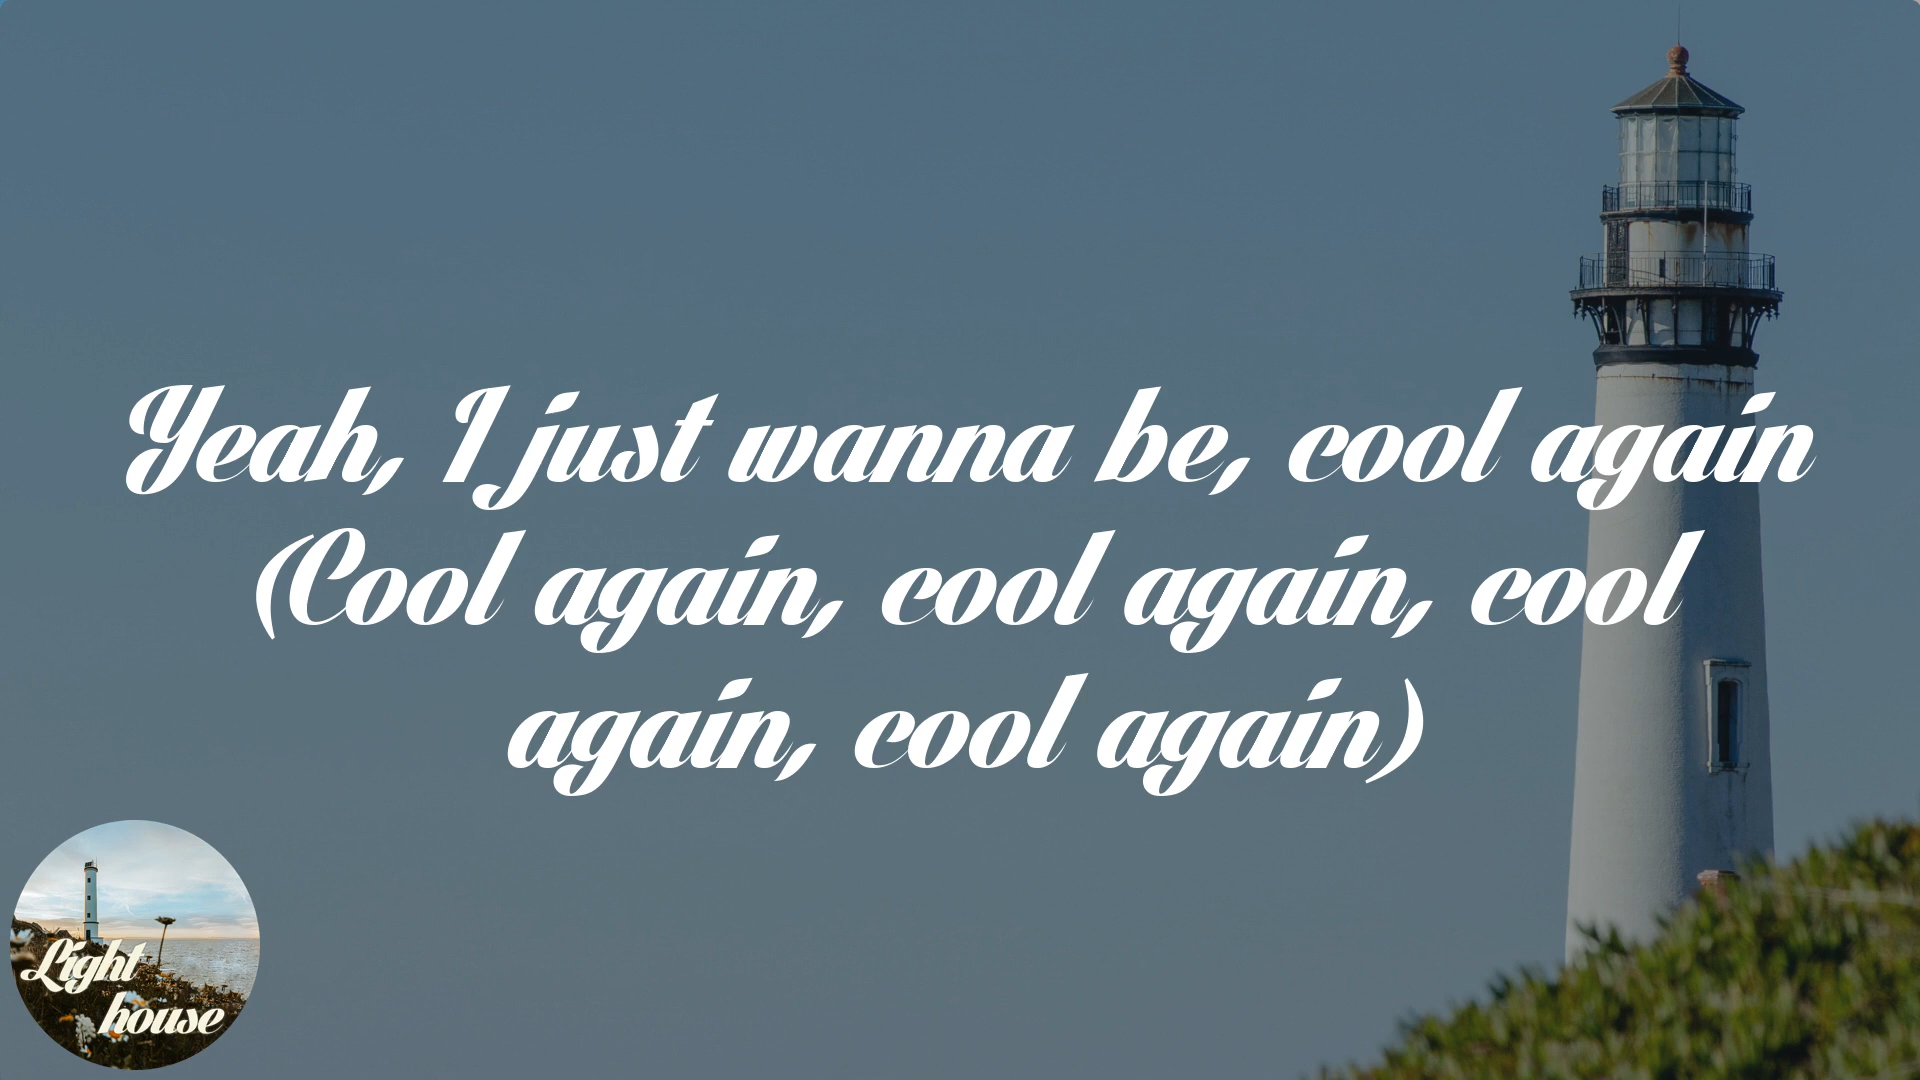 Yeah, I just wanna be, cool again
(Cool again, cool again, cool
again, cool again)
Light
house